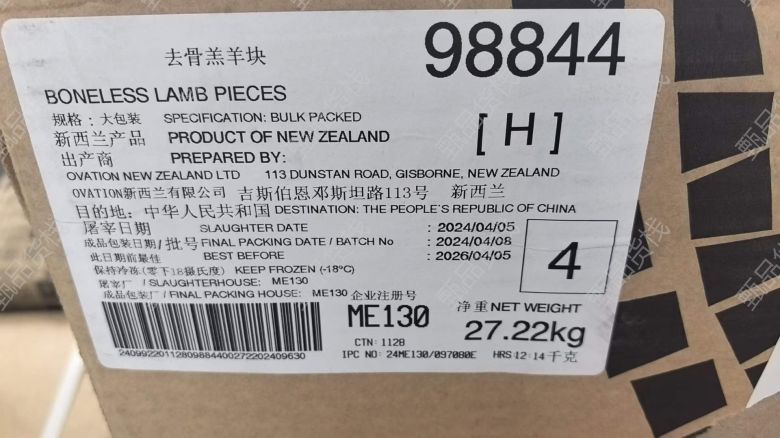 去骨羔羊块
98844
BONELESS LAMB PIECES
规格: 大包装 SPECIFICATION: BULK PACKED
新西兰产品 PRODUCT OF NEW ZEALAND
[H]
出产商 PREPARED BY:
OVATION NEW ZEALAND LTD 113 DUNSTAN ROAD, GISBORNE, NEW ZEALAND
OVATION新西兰有限公司 吉斯伯恩邓斯坦路113号 新西兰
目的地: 中华人民共和国 DESTINATION: THE PEOPLE'S REPUBLIC OF CHINA
屠宰日期 SLAUGHTER DATE : 2024/04/05
成品包装日期/批号 FINAL PACKING DATE / BATCH No : 2024/04/08
此日期前最佳 BEST BEFORE : 2026/04/05
4
保持冷冻(零下18摄氏度) KEEP FROZEN (-18°C)
屠宰厂 / SLAUGHTERHOUSE: ME130
成品包装厂 / FINAL PACKING HOUSE: ME130 企业注册号
ME130
净重 NET WEIGHT
27.22kg
千克
CTN: 1128
IPC NO: 24ME130/097080E HRS:12:14
2409922011280988440027220240963​0
甄品货栈